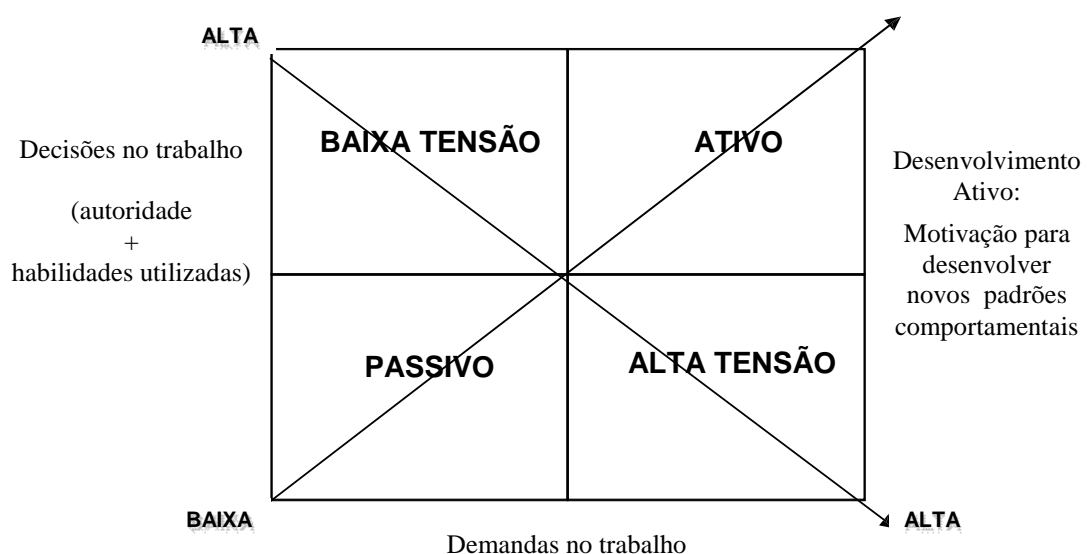 ALTA
BAIXA TENSÃO
ATIVO
Decisões no trabalho
(autoridade
+
habilidades utilizadas)
Desenvolvimento
Ativo:
Motivação para
desenvolver
novos padrões
comportamentais
PASSIVO
ALTA TENSÃO
BAIXA
ALTA
Demandas no trabalho